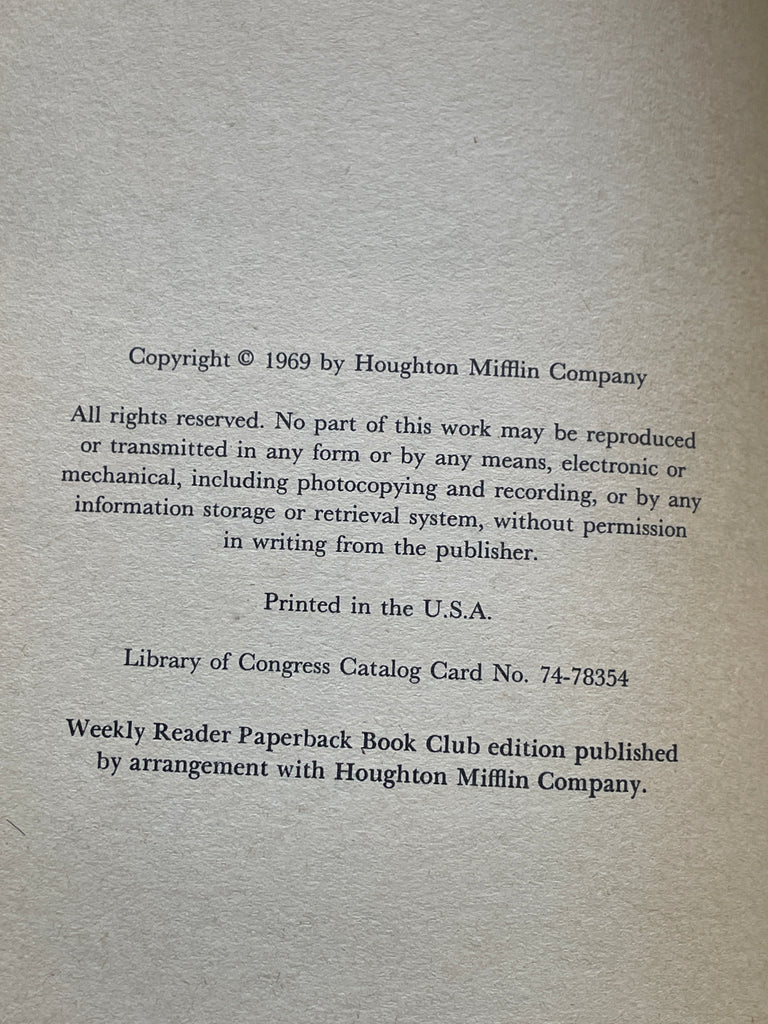 Copyright © 1969 by Houghton Mifflin Company
All rights reserved. No part of this work may be reproduced
or transmitted in any form or by any means, electronic or
mechanical, including photocopying and recording, or by any
information storage or retrieval system, without permission
in writing from the publisher.
Printed in the U.S.A.
Library of Congress Catalog Card No. 74-78354
Weekly Reader Paperback Book Club edition published
by arrangement with Houghton Mifflin Company.